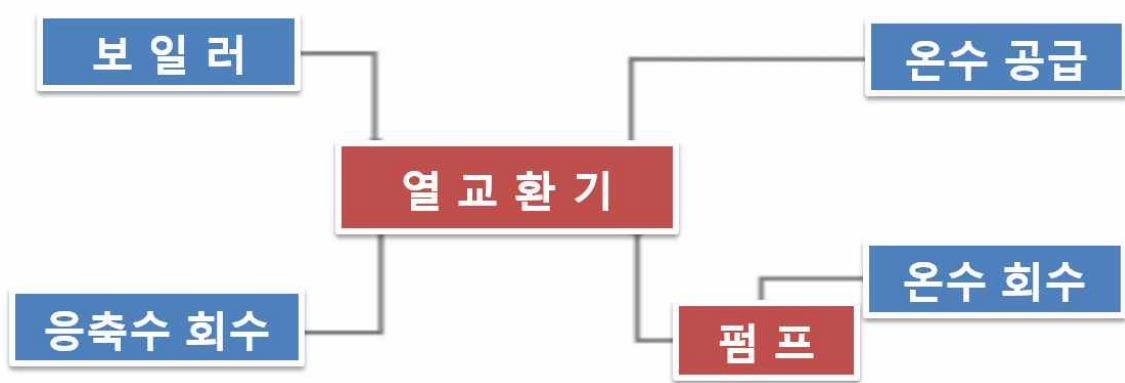 보 일 러
온수 공급
열 교 환 기
온수 회수
응축수 회수
펌 프